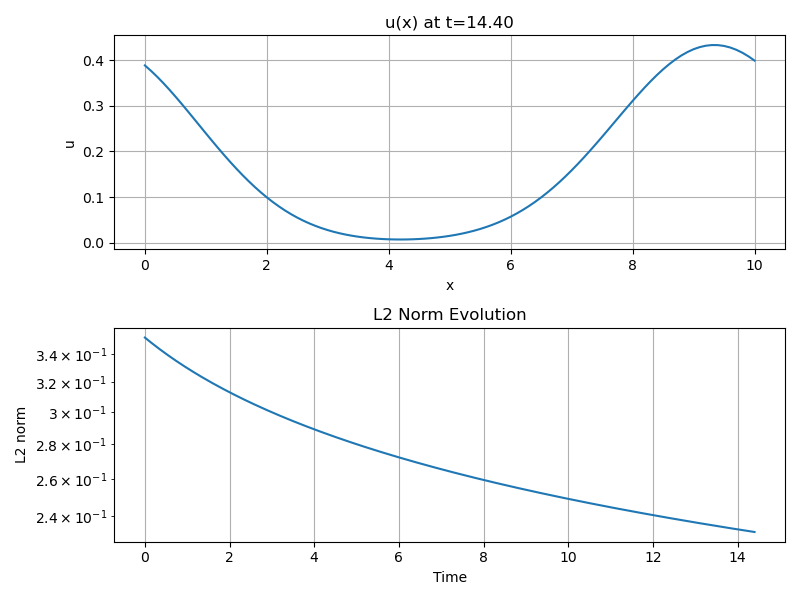 u(x) at t=14.40
0.4
0.3
0.2
0.1
0.0
u
0 2 4 6 8 10
x
L2 Norm Evolution
3.4 × 10⁻¹
3.2 × 10⁻¹
3 × 10⁻¹
2.8 × 10⁻¹
2.6 × 10⁻¹
2.4 × 10⁻¹
L2 norm
0 2 4 6 8 10 12 14
Time